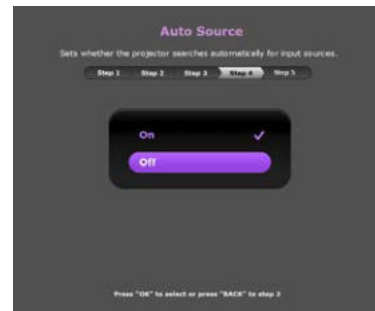 Auto Source
Sets whether the projector searches automatically for input sources.
Step 1 Step 2 Step 3 Step 4 Step 5
On
Off
Press "OK" to select or press "BACK" to step 3